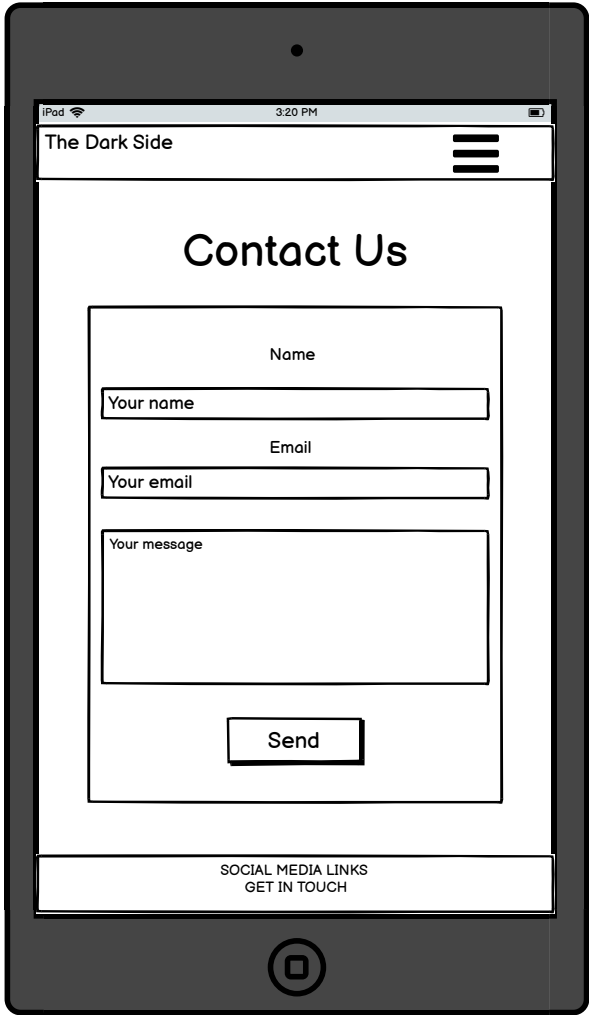 iPad 3:20 PM
The Dark Side
Contact Us
Name
Your name
Email
Your email
Your message
Send
SOCIAL MEDIA LINKS
GET IN TOUCH